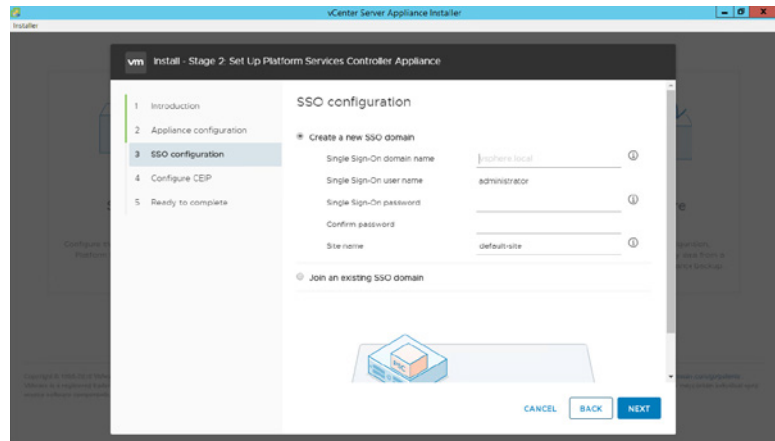 vCenter Server Appliance Installer
Installer
vm Install - Stage 2: Set Up Platform Services Controller Appliance
1 Introduction
2 Appliance configuration
3 SSO configuration
4 Configure CEIP
5 Ready to complete
SSO configuration
Create a new SSO domain
Single Sign-On domain name vsphere.local
Single Sign-On user name administrator
Single Sign-On password
Confirm password
Site name default-site
Join an existing SSO domain
CANCEL BACK NEXT